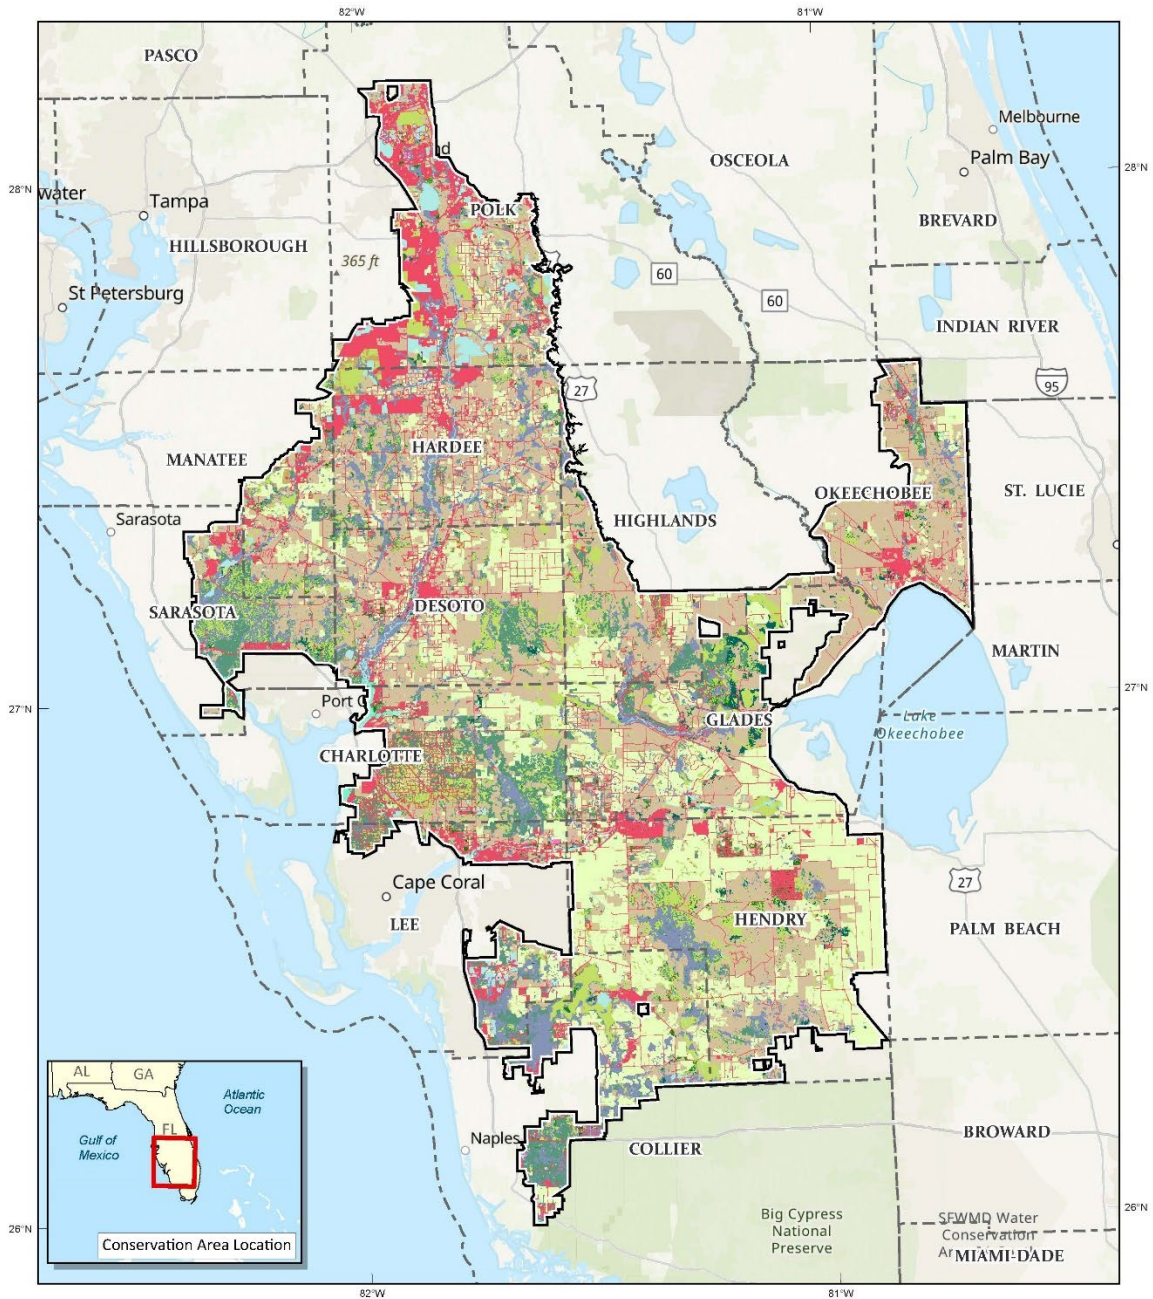 82°W
81°W
PASCO
Melbourne
OSCEOLA
Palm Bay
28°N
28°N
water
Tampa
POLK
BREVARD
HILLSBOROUGH
365 ft
60
St Petersburg
60
INDIAN RIVER
27
95
HARDEE
MANATEE
OKEECHOBEE
ST. LUCIE
Sarasota
HIGHLANDS
SARASOTA
DESOTO
MARTIN
27°N
Port C
GLADES
Lake
Okeechobee
27°N
CHARLOTTE
Cape Coral
27
LEE
HENDRY
PALM BEACH
AL
GA
Atlantic
Ocean
FL
Gulf of
Mexico
Naples
COLLIER
BROWARD
Big Cypress
National
Preserve
SFWMD Water
Conservation
MIAMI-DADE
26°N
26°N
Conservation Area Location
82°W
81°W